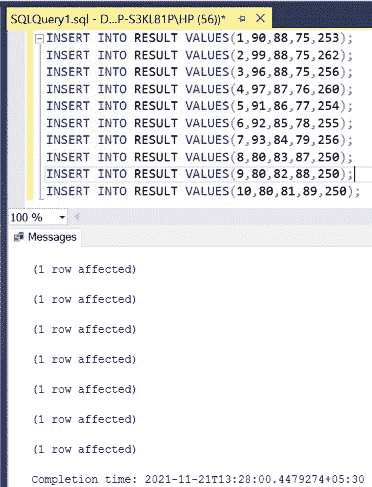 SQLQuery1.sql - D...P-S3KL81P\HP (56))*
INSERT INTO RESULT VALUES(1,90,88,75,253);
INSERT INTO RESULT VALUES(2,99,88,75,262);
INSERT INTO RESULT VALUES(3,96,88,75,256);
INSERT INTO RESULT VALUES(4,97,87,76,260);
INSERT INTO RESULT VALUES(5,91,86,77,254);
INSERT INTO RESULT VALUES(6,92,85,78,255);
INSERT INTO RESULT VALUES(7,93,84,79,256);
INSERT INTO RESULT VALUES(8,80,83,87,250);
INSERT INTO RESULT VALUES(9,80,82,88,250);
INSERT INTO RESULT VALUES(10,80,81,89,250);
100 %
Messages
(1 row affected)
(1 row affected)
(1 row affected)
(1 row affected)
(1 row affected)
(1 row affected)
(1 row affected)
Completion time: 2021-11-21T13:28:00.4479274+05:30